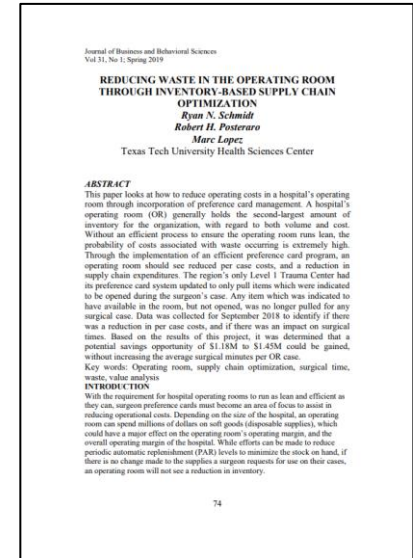 Journal of Business and Behavioral Sciences
Vol 31, No 1; Spring 2019
REDUCING WASTE IN THE OPERATING ROOM
THROUGH INVENTORY-BASED SUPPLY CHAIN
OPTIMIZATION
Ryan N. Schmidt
Robert H. Posteraro
Marc Lopez
Texas Tech University Health Sciences Center
ABSTRACT
This paper looks at how to reduce operating costs in a hospital's operating
room through incorporation of preference card management. A hospital's
operating room (OR) generally holds the second-largest amount of
inventory for the organization, with regard to both volume and cost.
Without an efficient process to ensure the operating room runs lean, the
probability of costs associated with waste occurring is extremely high.
Through the implementation of an efficient preference card program, an
operating room should see reduced per case costs, and a reduction in
supply chain expenditures. The region's only Level 1 Trauma Center had
its preference card system updated to only pull items which were indicated
to be opened during the surgeon's case. Any item which was indicated to
have available in the room, but not opened, was no longer pulled for any
surgical case. Data was collected for September 2018 to identify if there
was a reduction in per case costs, and if there was an impact on surgical
times. Based on the results of this project, it was determined that a
potential savings opportunity of $1.18M to $1.45M could be gained,
without increasing the average surgical minutes per OR case.
Key words: Operating room, supply chain optimization, surgical time,
waste, value analysis
INTRODUCTION
With the requirement for hospital operating rooms to run as lean and efficient as
they can, surgeon preference cards must become an area of focus to assist in
reducing operational costs. Depending on the size of the hospital, an operating
room can spend millions of dollars on soft goods (disposable supplies), which
could have a major effect on the operating room's operating margin, and the
overall operating margin of the hospital. While efforts can be made to reduce
periodic automatic replenishment (PAR) levels to minimize the stock on hand, if
there is no change made to the supplies a surgeon requests for use on their cases,
an operating room will not see a reduction in inventory.
74